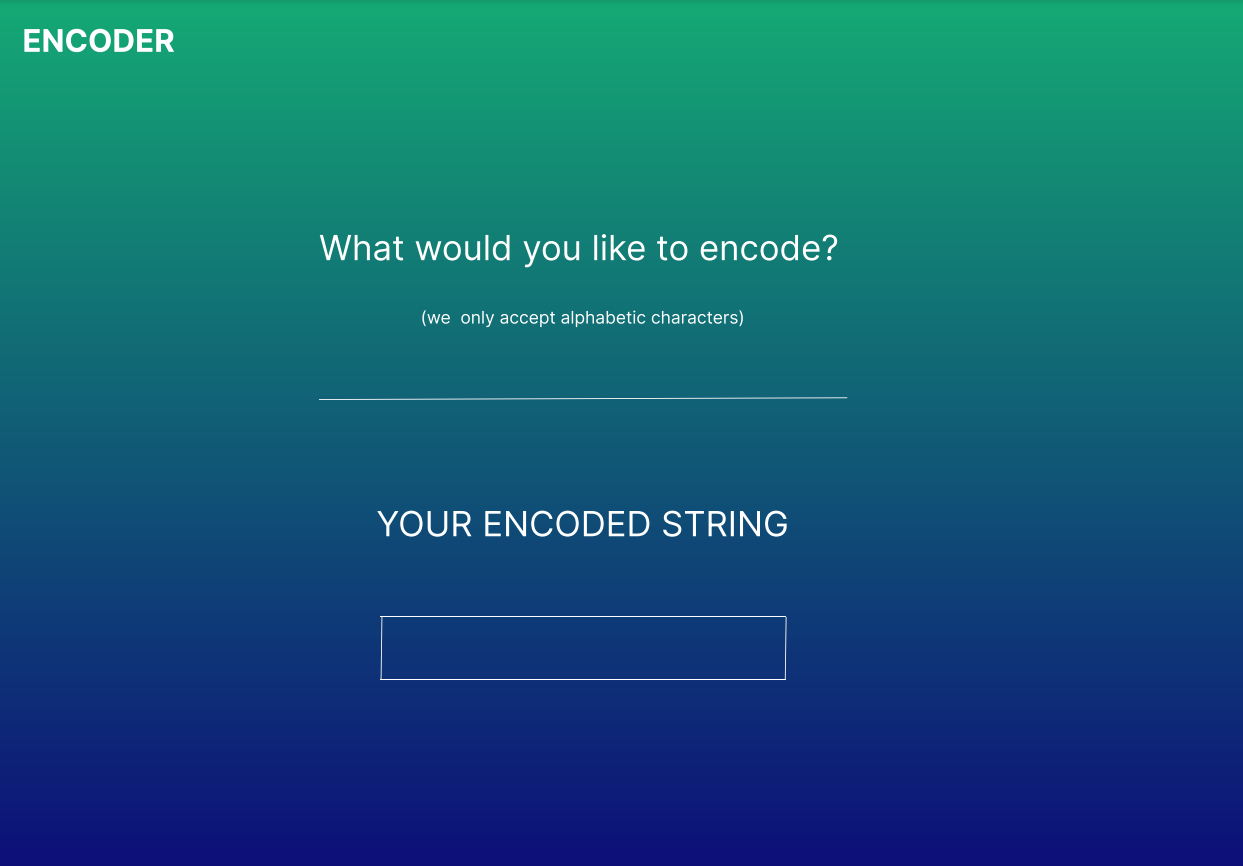 ENCODER
What would you like to encode?
(we  only accept alphabetic characters)
YOUR ENCODED STRING